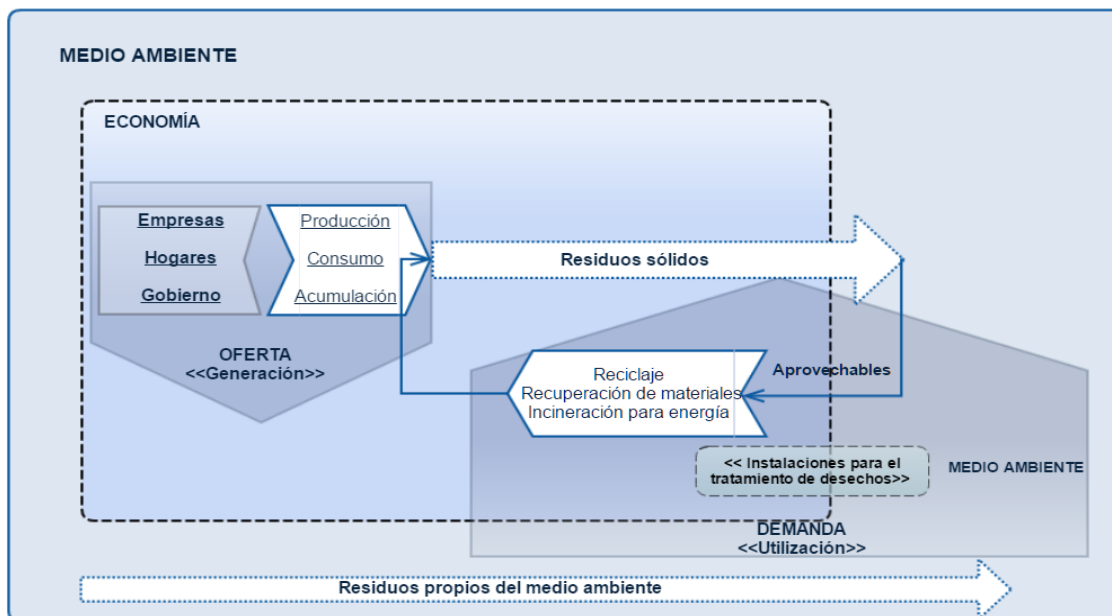 MEDIO AMBIENTE
ECONOMÍA
Empresas
Hogares
Gobierno
Producción
Consumo
Acumulación
Residuos sólidos
OFERTA
<<Generación>>
Reciclaje
Recuperación de materiales
Incineración para energía
Aprovechables
<< Instalaciones para el
tratamiento de desechos>>
MEDIO AMBIENTE
DEMANDA
<<Utilización>>
Residuos propios del medio ambiente